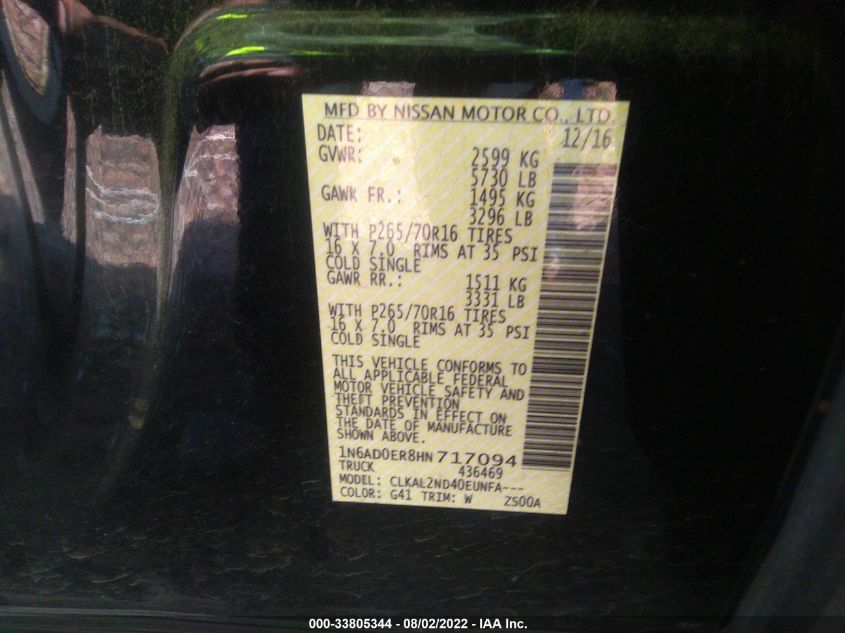 MFD BY NISSAN MOTOR CO., LTD.
DATE: 12/16
GVWR: 2599 KG
5730 LB
GAWR FR.: 1495 KG
3296 LB
WITH P265/70R16 TIRES
16 X 7.0 RIMS AT 35 PSI
COLD SINGLE
GAWR RR.: 1511 KG
3331 LB
WITH P265/70R16 TIRES
16 X 7.0 RIMS AT 35 PSI
COLD SINGLE
THIS VEHICLE CONFORMS TO
ALL APPLICABLE FEDERAL
MOTOR VEHICLE SAFETY AND
THEFT PREVENTION
STANDARDS IN EFFECT ON
THE DATE OF MANUFACTURE
SHOWN ABOVE.
1N6AD0ER8HN 717094
TRUCK 436469
MODEL: CLKAL2ND40EUNFA---
COLOR: G41 TRIM: W ZS00A
000-33805344 - 08/02/2022 - IAA Inc.